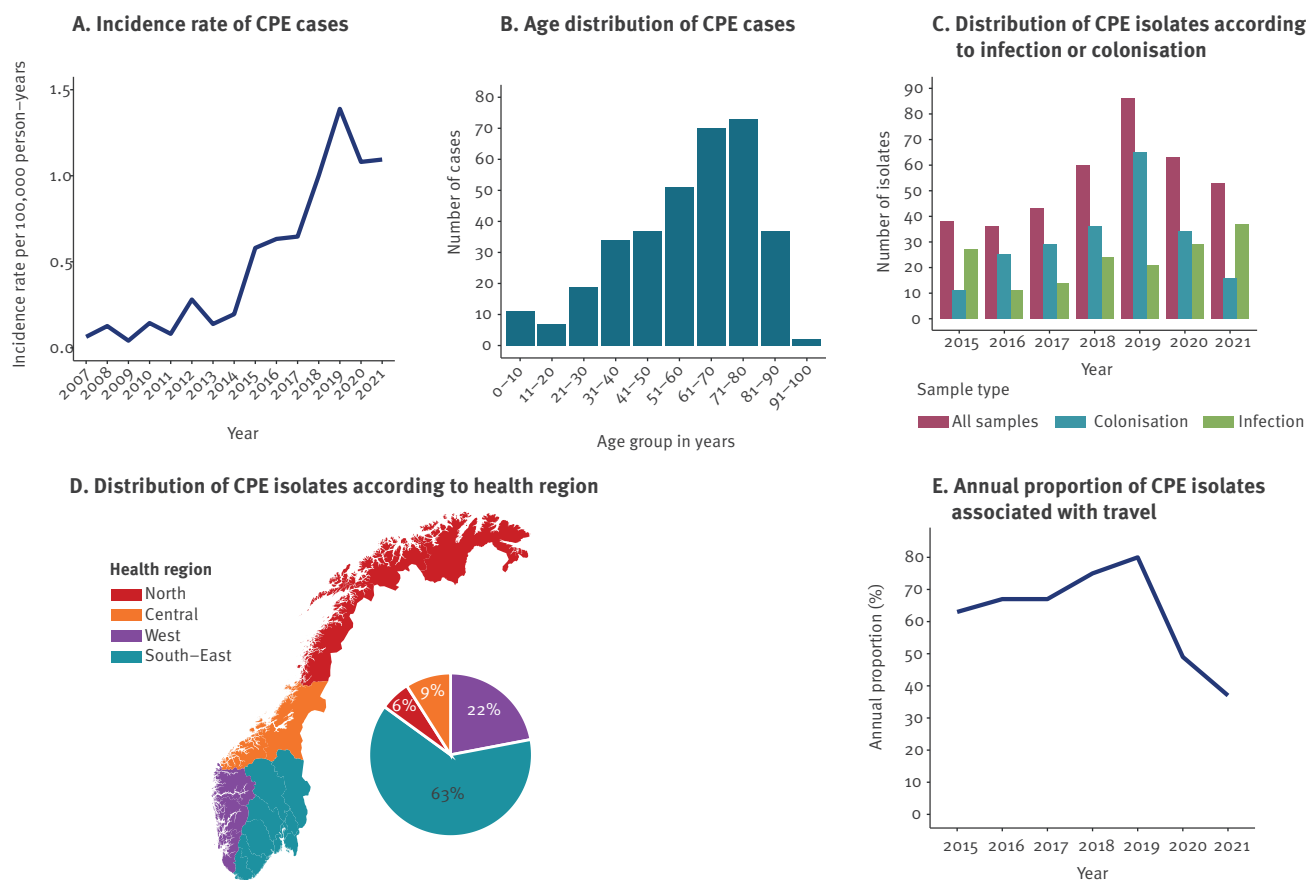 A. Incidence rate of CPE cases
Incidence rate per 100,000 person–years
1.5
1.0
0.5
0.0
2007
2008
2009
2010
2011
2012
2013
2014
2015
2016
2017
2018
2019
2020
2021
Year
B. Age distribution of CPE cases
Number of cases
80
70
60
50
40
30
20
10
0
0–10
11–20
21–30
31–40
41–50
51–60
61–70
71–80
81–90
91–100
Age group in years
C. Distribution of CPE isolates according
to infection or colonisation
Number of isolates
90
80
70
60
50
40
30
20
10
0
2015 2016 2017 2018 2019 2020 2021
Year
Sample type
All samples Colonisation Infection
D. Distribution of CPE isolates according to health region
Health region
North
Central
West
South–East
6%
9%
22%
63%
E. Annual proportion of CPE isolates
associated with travel
Annual proportion (%)
80
70
60
50
40
30
20
10
0
2015 2016 2017 2018 2019 2020 2021
Year